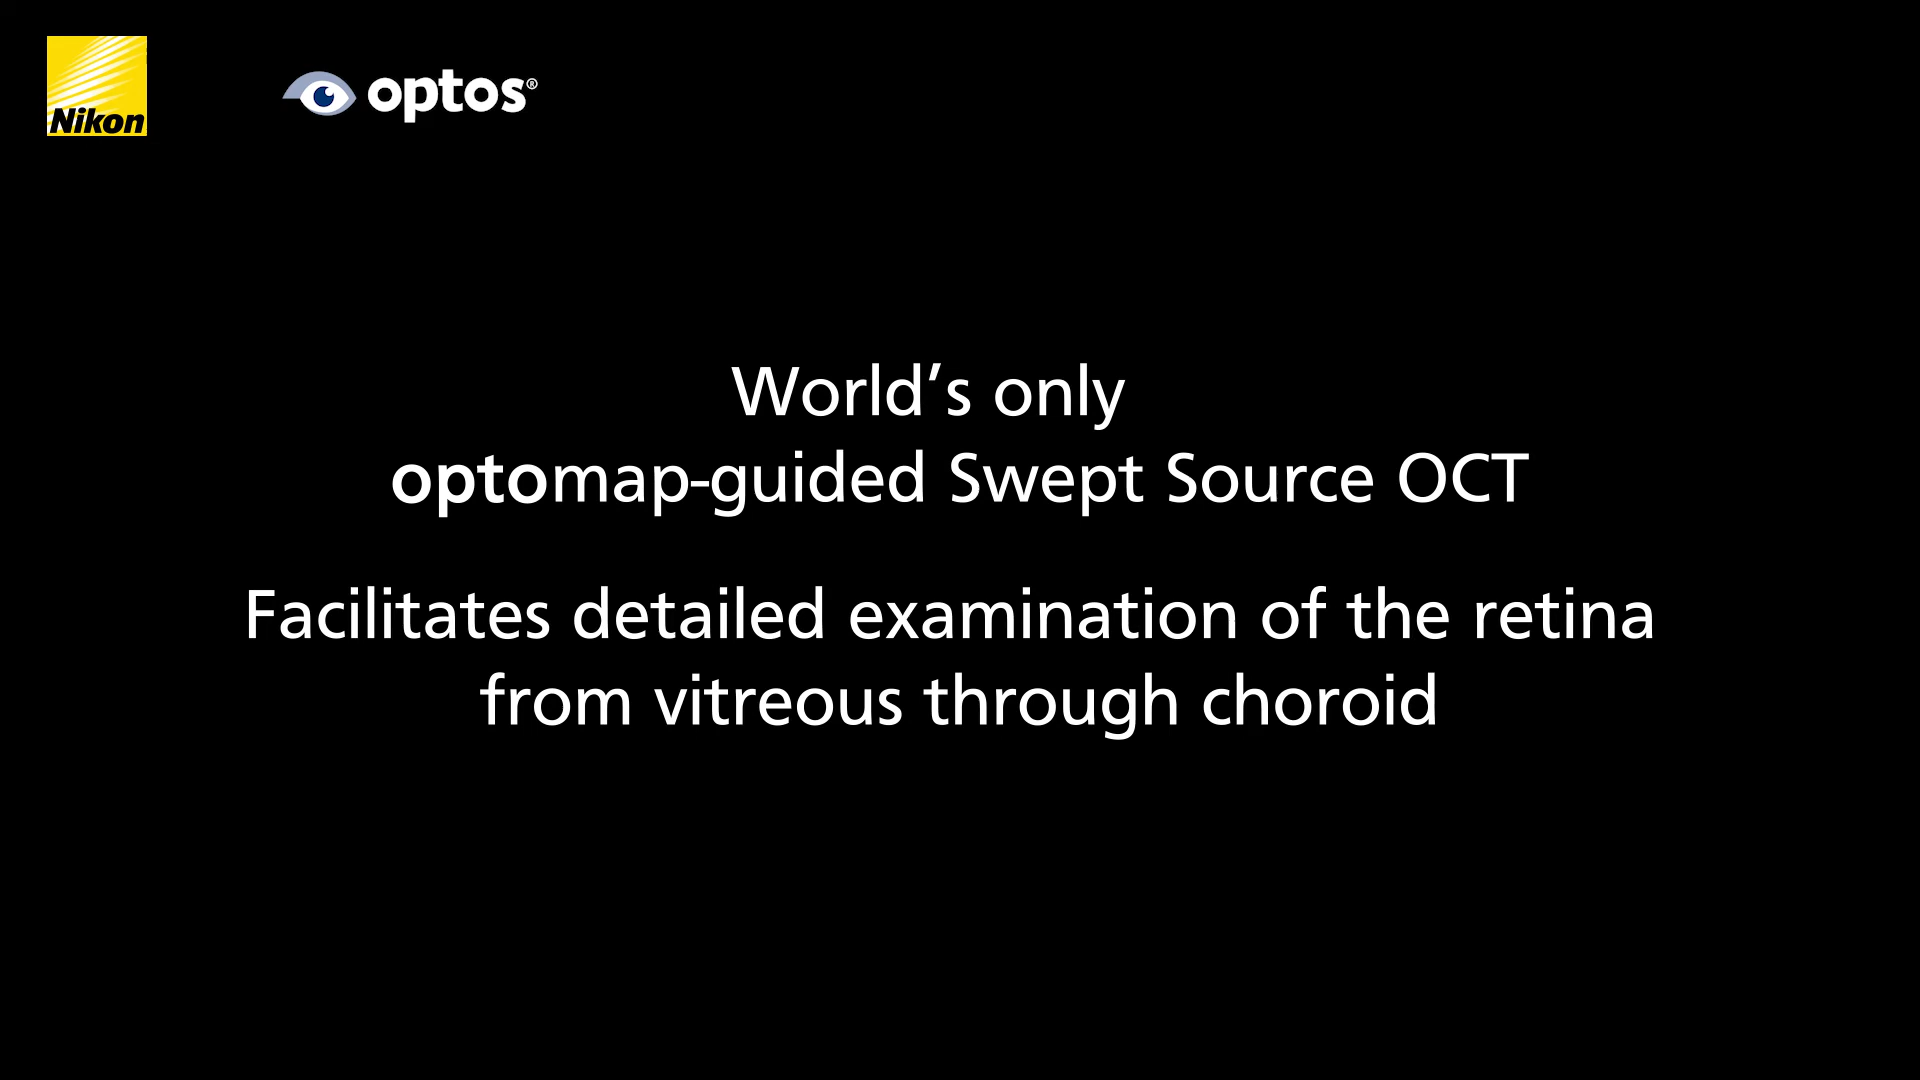 Nikon
optos®
World’s only
optomap-guided Swept Source OCT
Facilitates detailed examination of the retina
from vitreous through choroid